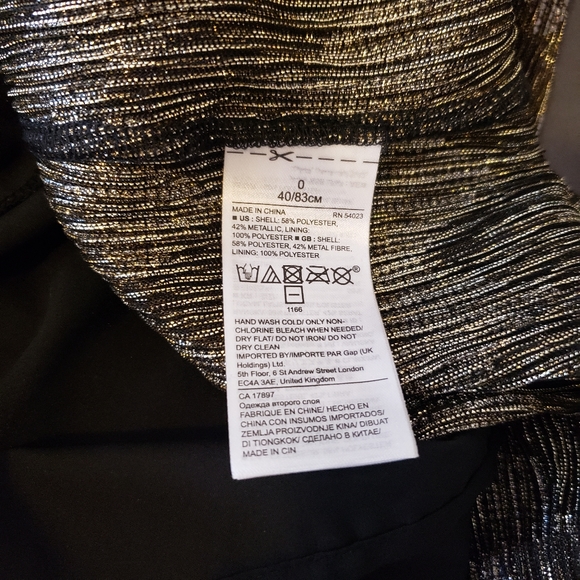 0
40/83CM
MADE IN CHINA RN 54023
■ US : SHELL: 58% POLYESTER,
42% METALLIC, LINING:
100% POLYESTER ■ GB : SHELL:
58% POLYESTER, 42% METAL FIBRE,
LINING: 100% POLYESTER
1166
HAND WASH COLD/ ONLY NON-
CHLORINE BLEACH WHEN NEEDED/
DRY FLAT/ DO NOT IRON/ DO NOT
DRY CLEAN
IMPORTED BY/IMPORTE PAR Gap (UK
Holdings) Ltd.
5th Floor, 6 St Andrew Street London
EC4A 3AE, United Kingdom
CA 17897
Одежда второго слоя
FABRIQUE EN CHINE/ HECHO EN
CHINA CON INSUMOS IMPORTADOS/
ZEMLJA PROIZVODNJE KINA/ DIBUAT
DI TIONGKOK/ СДЕЛАНО В КИТАЕ/
MADE IN CIN